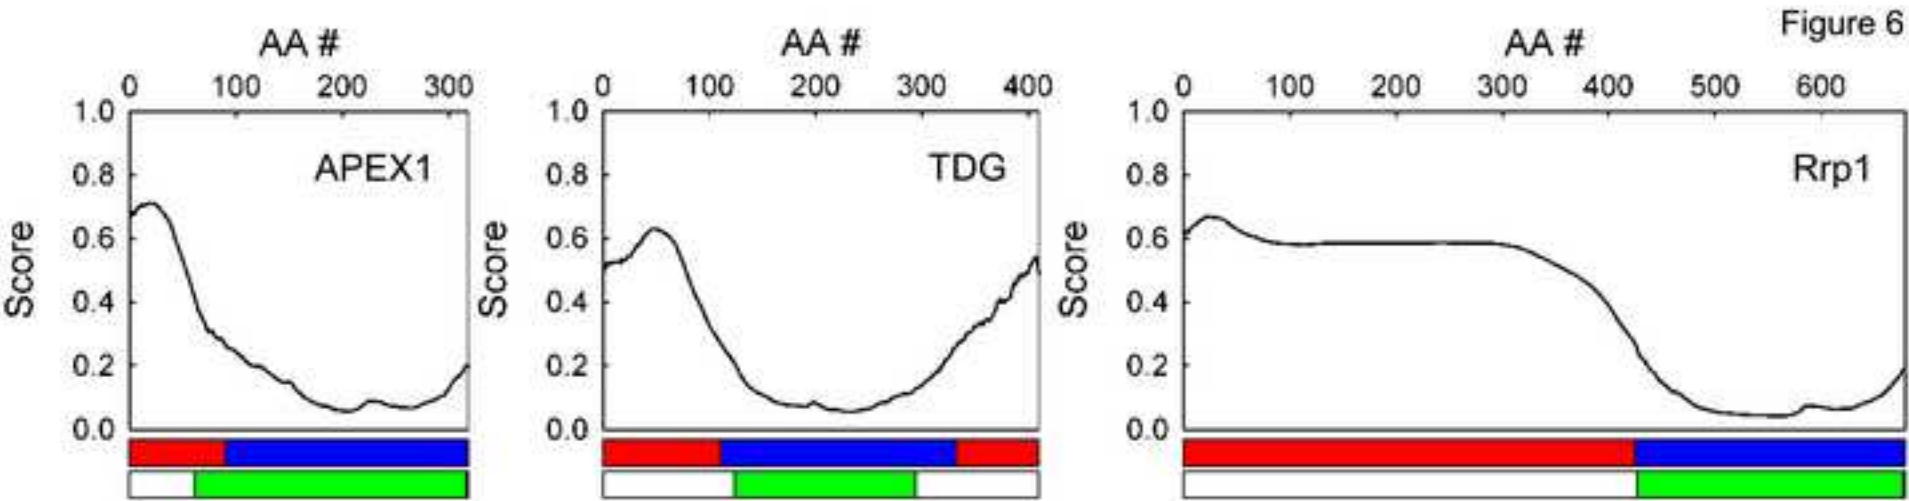 Figure 6
AA # AA # AA #
0 100 200 300 0 100 200 300 400 0 100 200 300 400 500 600
1.0 1.0 1.0
APEX1 TDG Rrp1
0.8 0.8 0.8
0.6 0.6 0.6
Score Score Score
0.4 0.4 0.4
0.2 0.2 0.2
0.0 0.0 0.0